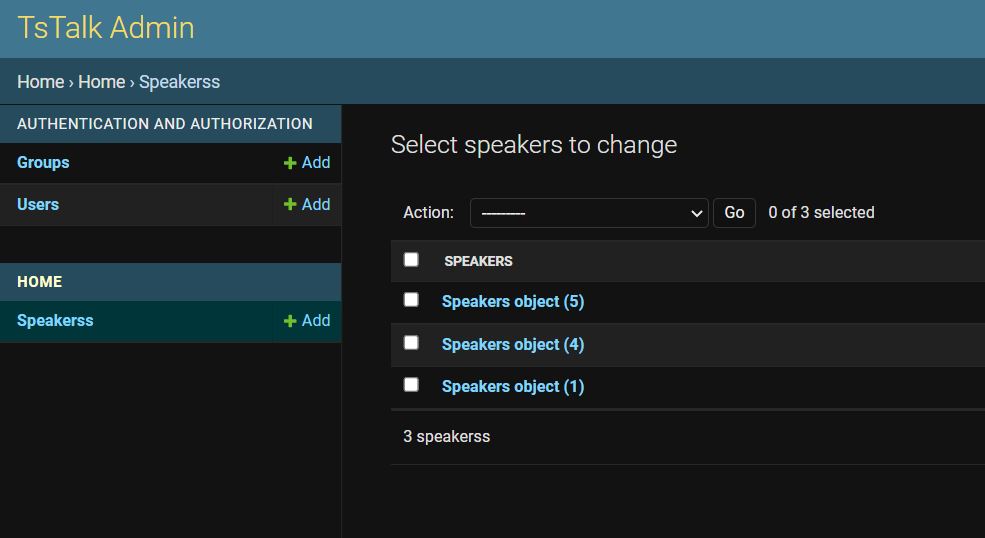 TsTalk Admin
Home › Home › Speakerss
AUTHENTICATION AND AUTHORIZATION
Groups + Add
Users + Add
HOME
Speakerss + Add
Select speakers to change
Action: --------- Go 0 of 3 selected
SPEAKERS
Speakers object (5)
Speakers object (4)
Speakers object (1)
3 speakerss